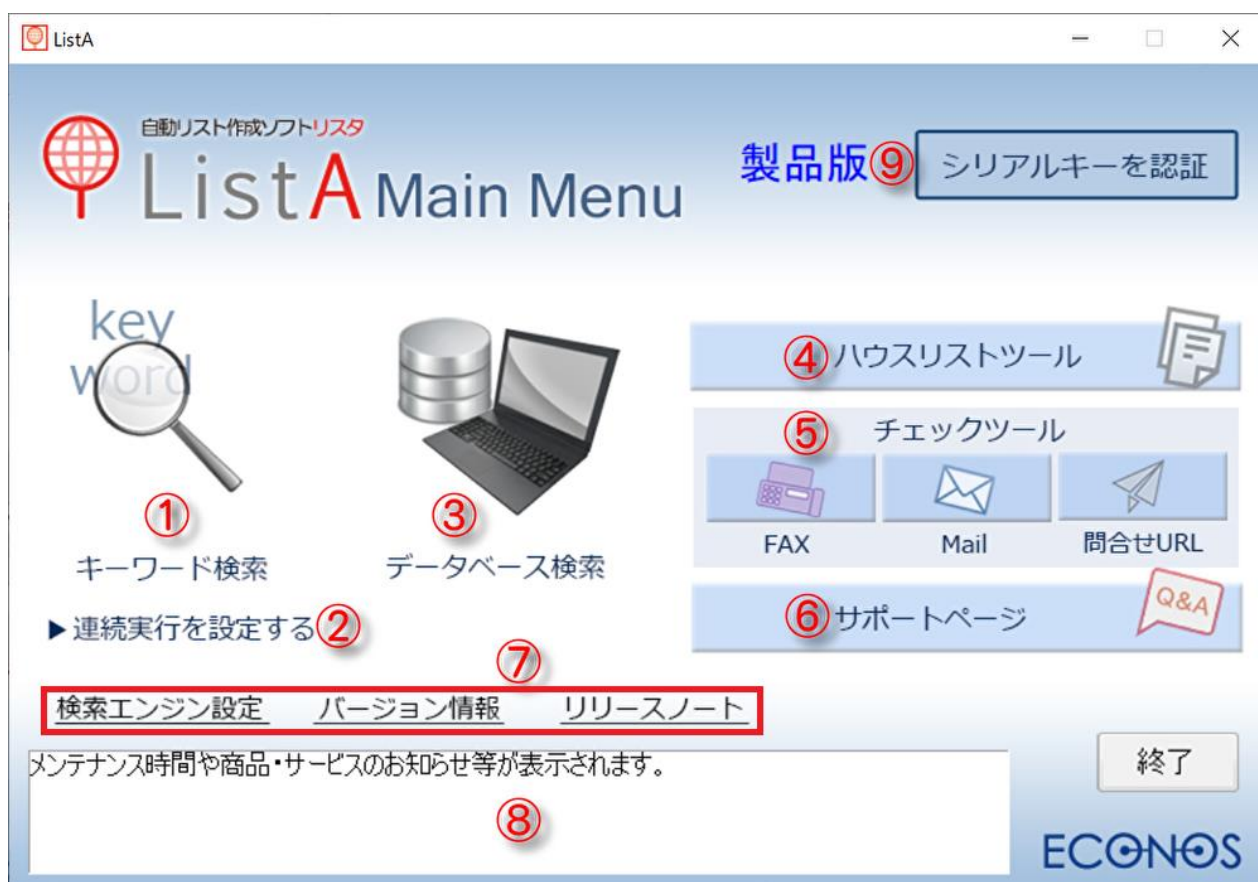 ListA
自動リスト作成ソフトリスタ
ListA Main Menu
製品版⑨ シリアルキーを認証
key
word
④ハウスリストツール
⑤ チェックツール
①
③
キーワード検索
データベース検索
FAX Mail 問合せURL
▶連続実行を設定する②
⑥サポートページ
Q&A
⑦
検索エンジン設定 バージョン情報 リリースノート
メンテナンス時間や商品・サービスのお知らせ等が表示されます。
⑧
終了
ECONOS